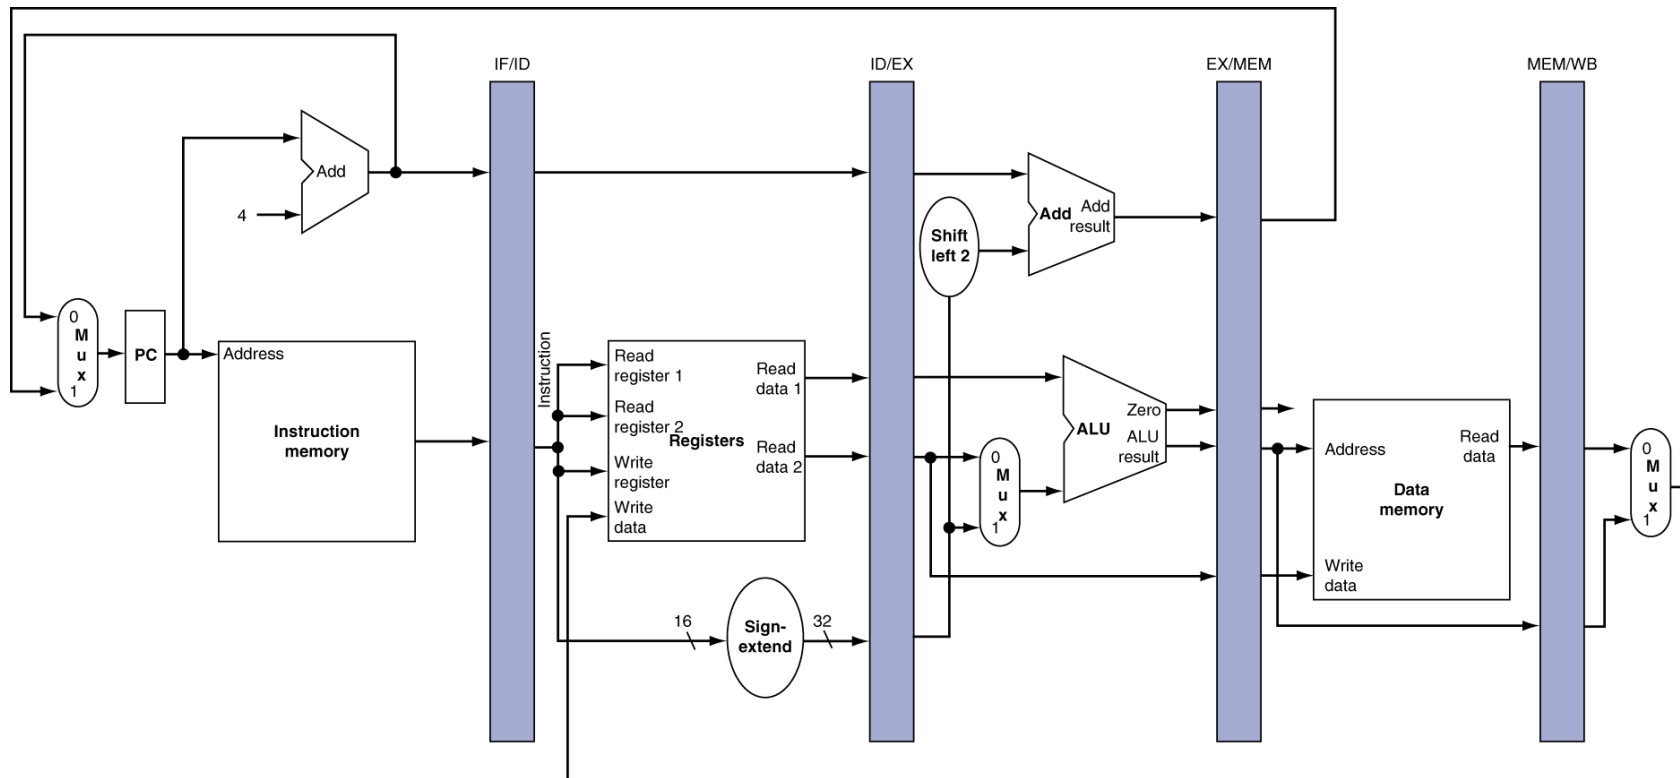 IF/ID
ID/EX
EX/MEM
MEM/WB
Add
4
0
M
u
x
1
PC
Address
Instruction
memory
Instruction
Read
register 1
Read
register 2
Write
register
Write
data
Registers
Read
data 1
Read
data 2
16
Sign-
extend
32
Shift
left 2
Add
Add
result
0
M
u
x
1
ALU
Zero
ALU
result
Address
Read
data
Data
memory
Write
data
0
M
u
x
1